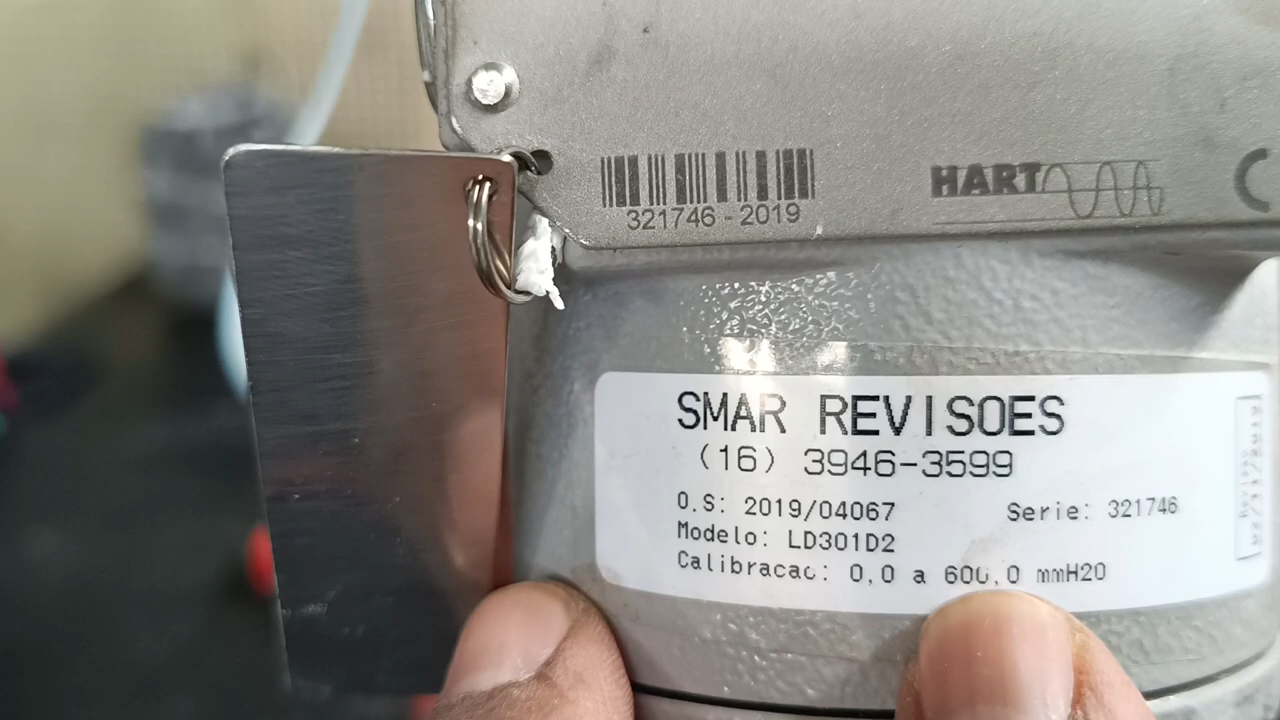 321746 - 2019
HART
SMAR REVISOES
(16) 3946-3599
O.S: 2019/04067
Serie: 321746
Modelo: LD301D2
Calibracao: 0,0 a 600,0 mmH20